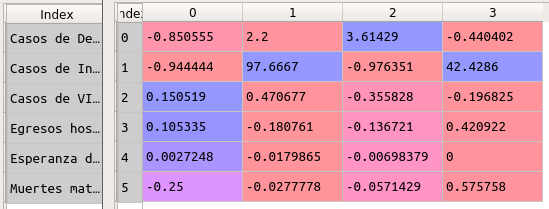 Index ndex 0 1 2 3
Casos de De… 0 -0.850555 2.2 3.61429 -0.440402
Casos de In… 1 -0.944444 97.6667 -0.976351 42.4286
Casos de VI… 2 0.150519 0.470677 -0.355828 -0.196825
Egresos hos… 3 0.105335 -0.180761 -0.136721 0.420922
Esperanza d… 4 0.0027248 -0.0179865 -0.00698379 0
Muertes mat… 5 -0.25 -0.0277778 -0.0571429 0.575758